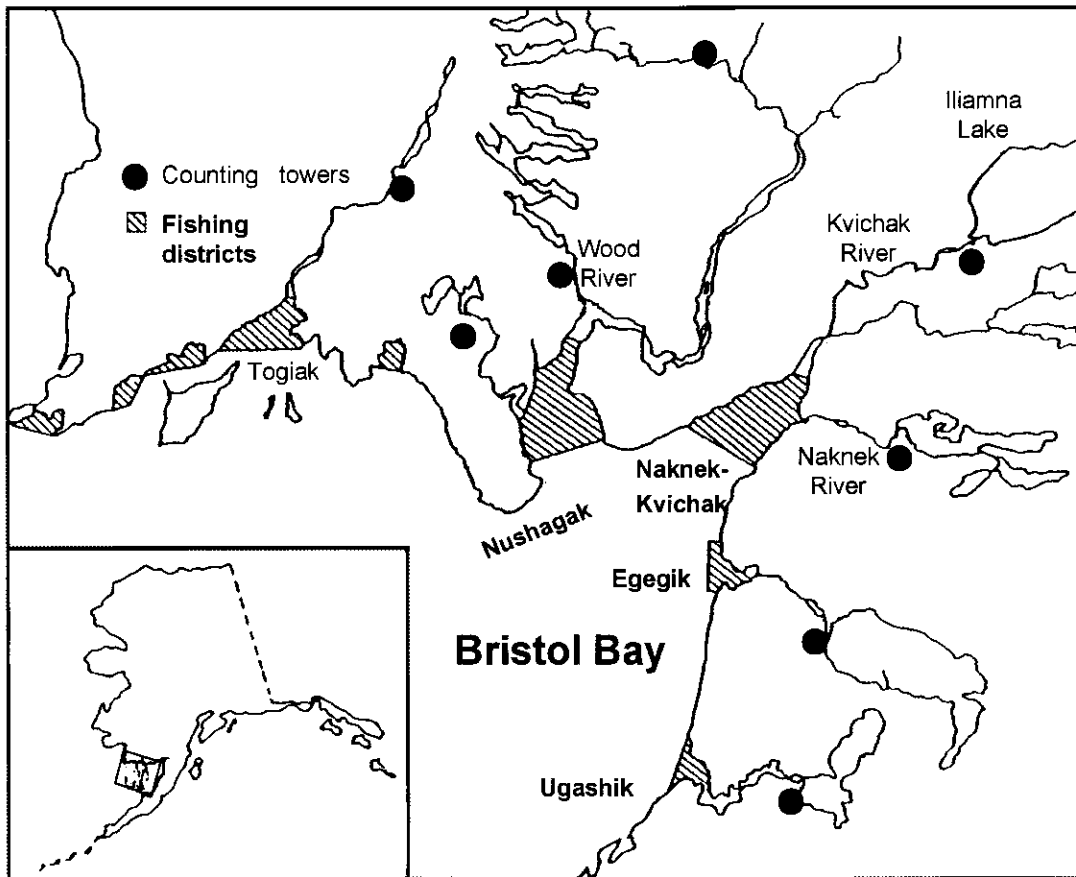 Iliamna
Lake
Counting towers
Fishing
districts
Kvichak
River
Wood
River
Togiak
Naknek-
Kvichak
Naknek
River
Nushagak
Egegik
Bristol Bay
Ugashik